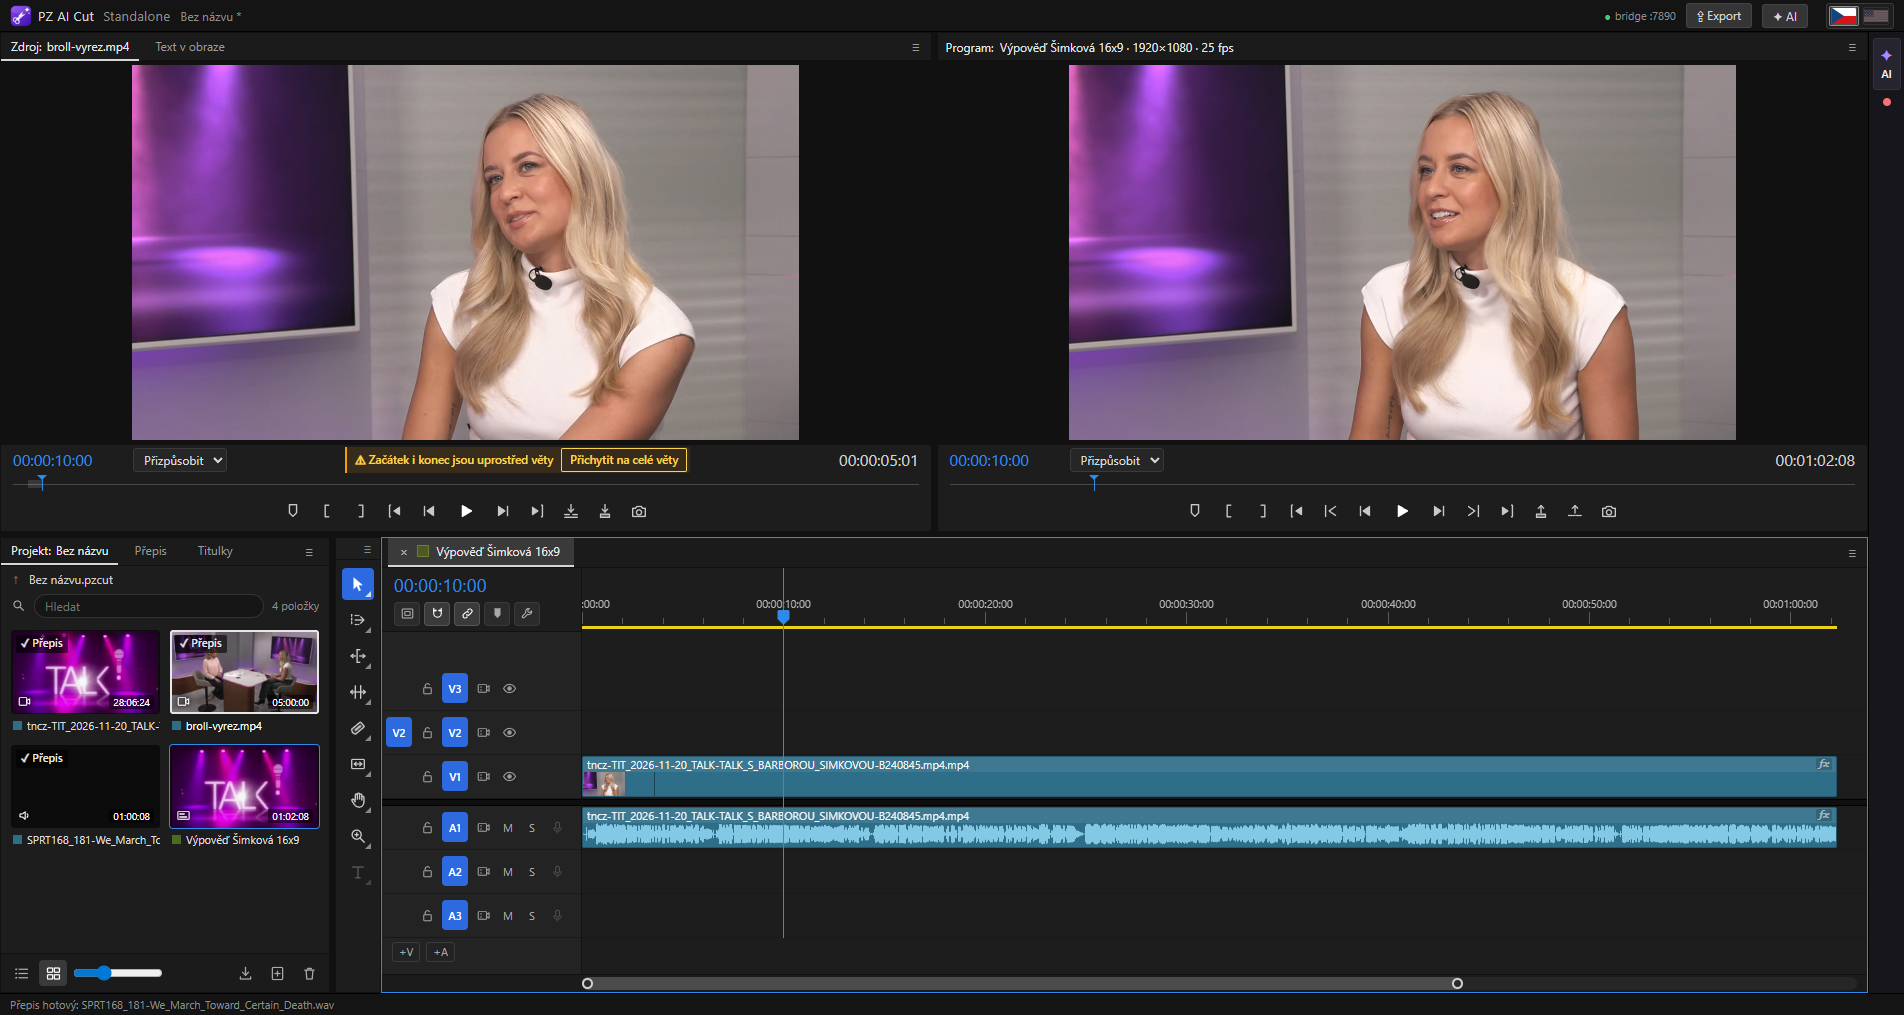 PZ AI Cut Standalone Bez názvu *
bridge :7890 Export AI
Zdroj: broll-vyrez.mp4 Text v obraze
Program: Výpověď Šimková 16x9 · 1920×1080 · 25 fps
AI
00:00:10:00 Přizpůsobit Začátek i konec jsou uprostřed věty Přichytit na celé věty 00:00:05:01
00:00:10:00 Přizpůsobit 00:01:02:08
Projekt: Bez názvu Přepis Titulky
Bez názvu.pzcut
Hledat 4 položky
Přepis
TALK
28:06:24
tncz-TIT_2026-11-20_TALK-
Přepis
05:00:00
broll-vyrez.mp4
Přepis
01:00:08
SPRT168_181-We_March_Tc
TALK
01:02:08
Výpověď Šimková 16x9
× Výpověď Šimková 16x9
00:00:10:00
:00:00 00:00:10:00 00:00:20:00 00:00:30:00 00:00:40:00 00:00:50:00 00:01:00:00
V3
V2 V2
V1
tncz-TIT_2026-11-20_TALK-TALK_S_BARBOROU_SIMKOVOU-B240845.mp4.mp4 fx
A1 M S
tncz-TIT_2026-11-20_TALK-TALK_S_BARBOROU_SIMKOVOU-B240845.mp4.mp4 fx
A2 M S
A3 M S
+V +A
T
Přepis hotový: SPRT168_181-We_March_Toward_Certain_Death.wav